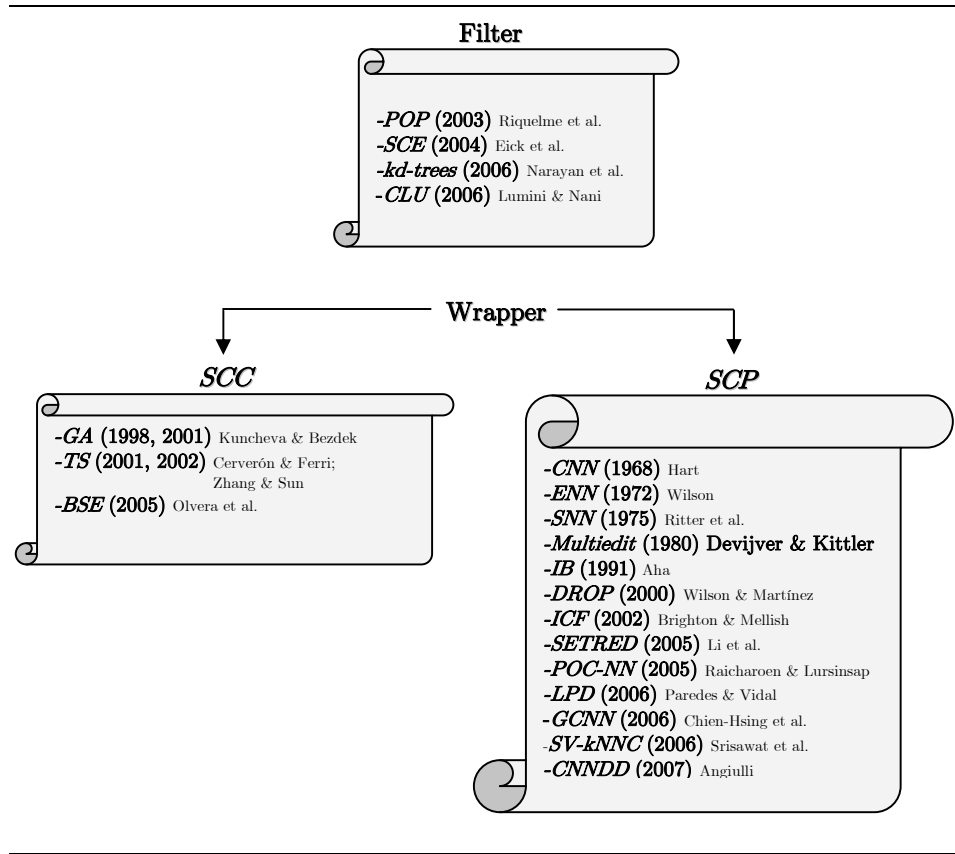 Filter
-POP (2003) Riquelme et al.
-SCE (2004) Eick et al.
-kd-trees (2006) Narayan et al.
-CLU (2006) Lumini & Nani
Wrapper
SCC
-GA (1998, 2001) Kuncheva & Bezdek
-TS (2001, 2002) Cerverón & Ferri;
Zhang & Sun
-BSE (2005) Olvera et al.
SCP
-CNN (1968) Hart
-ENN (1972) Wilson
-SNN (1975) Ritter et al.
-Multiedit (1980) Devijver & Kittler
-IB (1991) Aha
-DROP (2000) Wilson & Martínez
-ICF (2002) Brighton & Mellish
-SETRED (2005) Li et al.
-POC-NN (2005) Raicharoen & Lursinsap
-LPD (2006) Paredes & Vidal
-GCNN (2006) Chien-Hsing et al.
-SV-kNNC (2006) Srisawat et al.
-CNNDD (2007) Angiulli